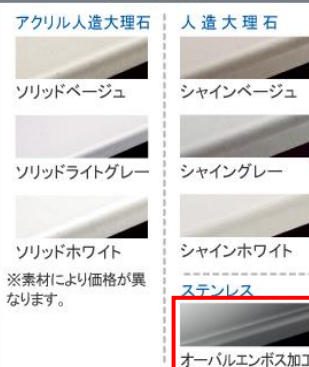 アクリル人造大理石
ソリッドベージュ
ソリッドライトグレー
ソリッドホワイト
※素材により価格が異
なります。
人造大理石
シャインベージュ
シャイングレー
シャインホワイト
ステンレス
オーバルエンボス加工